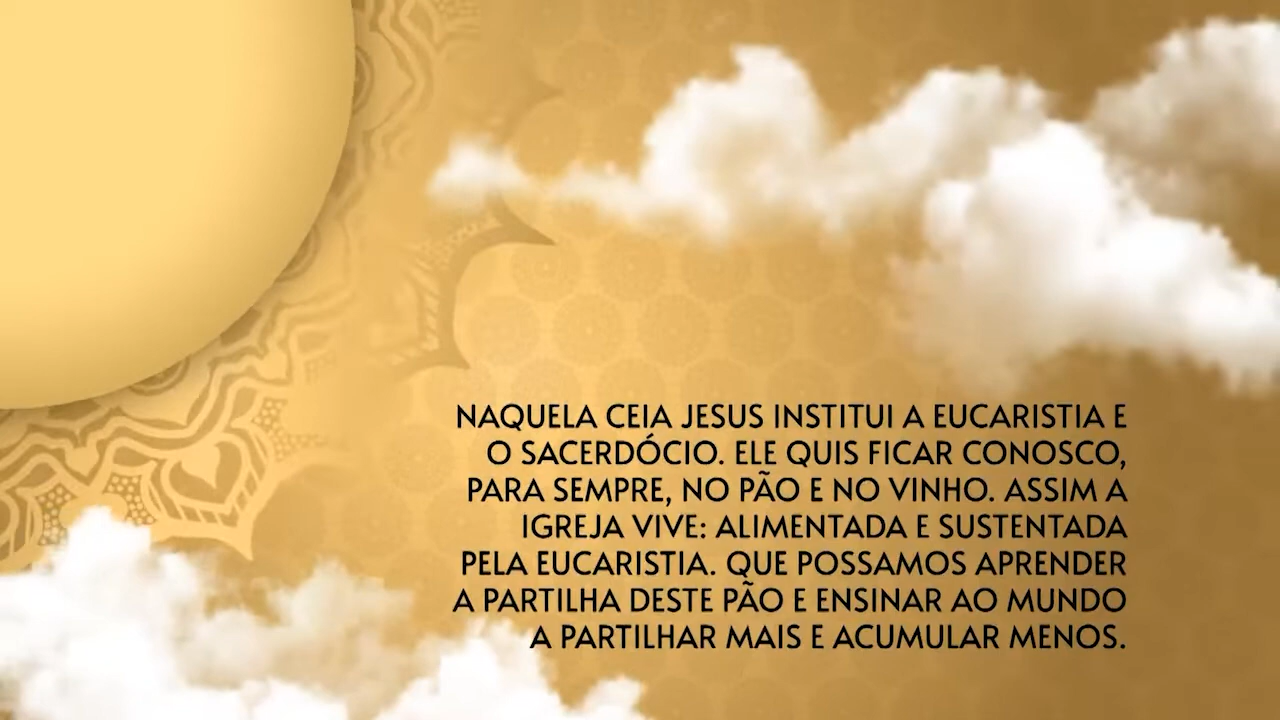 NAQUELA CEIA JESUS INSTITUI A EUCARISTIA E
O SACERDÓCIO. ELE QUIS FICAR CONOSCO,
PARA SEMPRE, NO PÃO E NO VINHO. ASSIM A
IGREJA VIVE: ALIMENTADA E SUSTENTADA
PELA EUCARISTIA. QUE POSSAMOS APRENDER
A PARTILHA DESTE PÃO E ENSINAR AO MUNDO
A PARTILHAR MAIS E ACUMULAR MENOS.